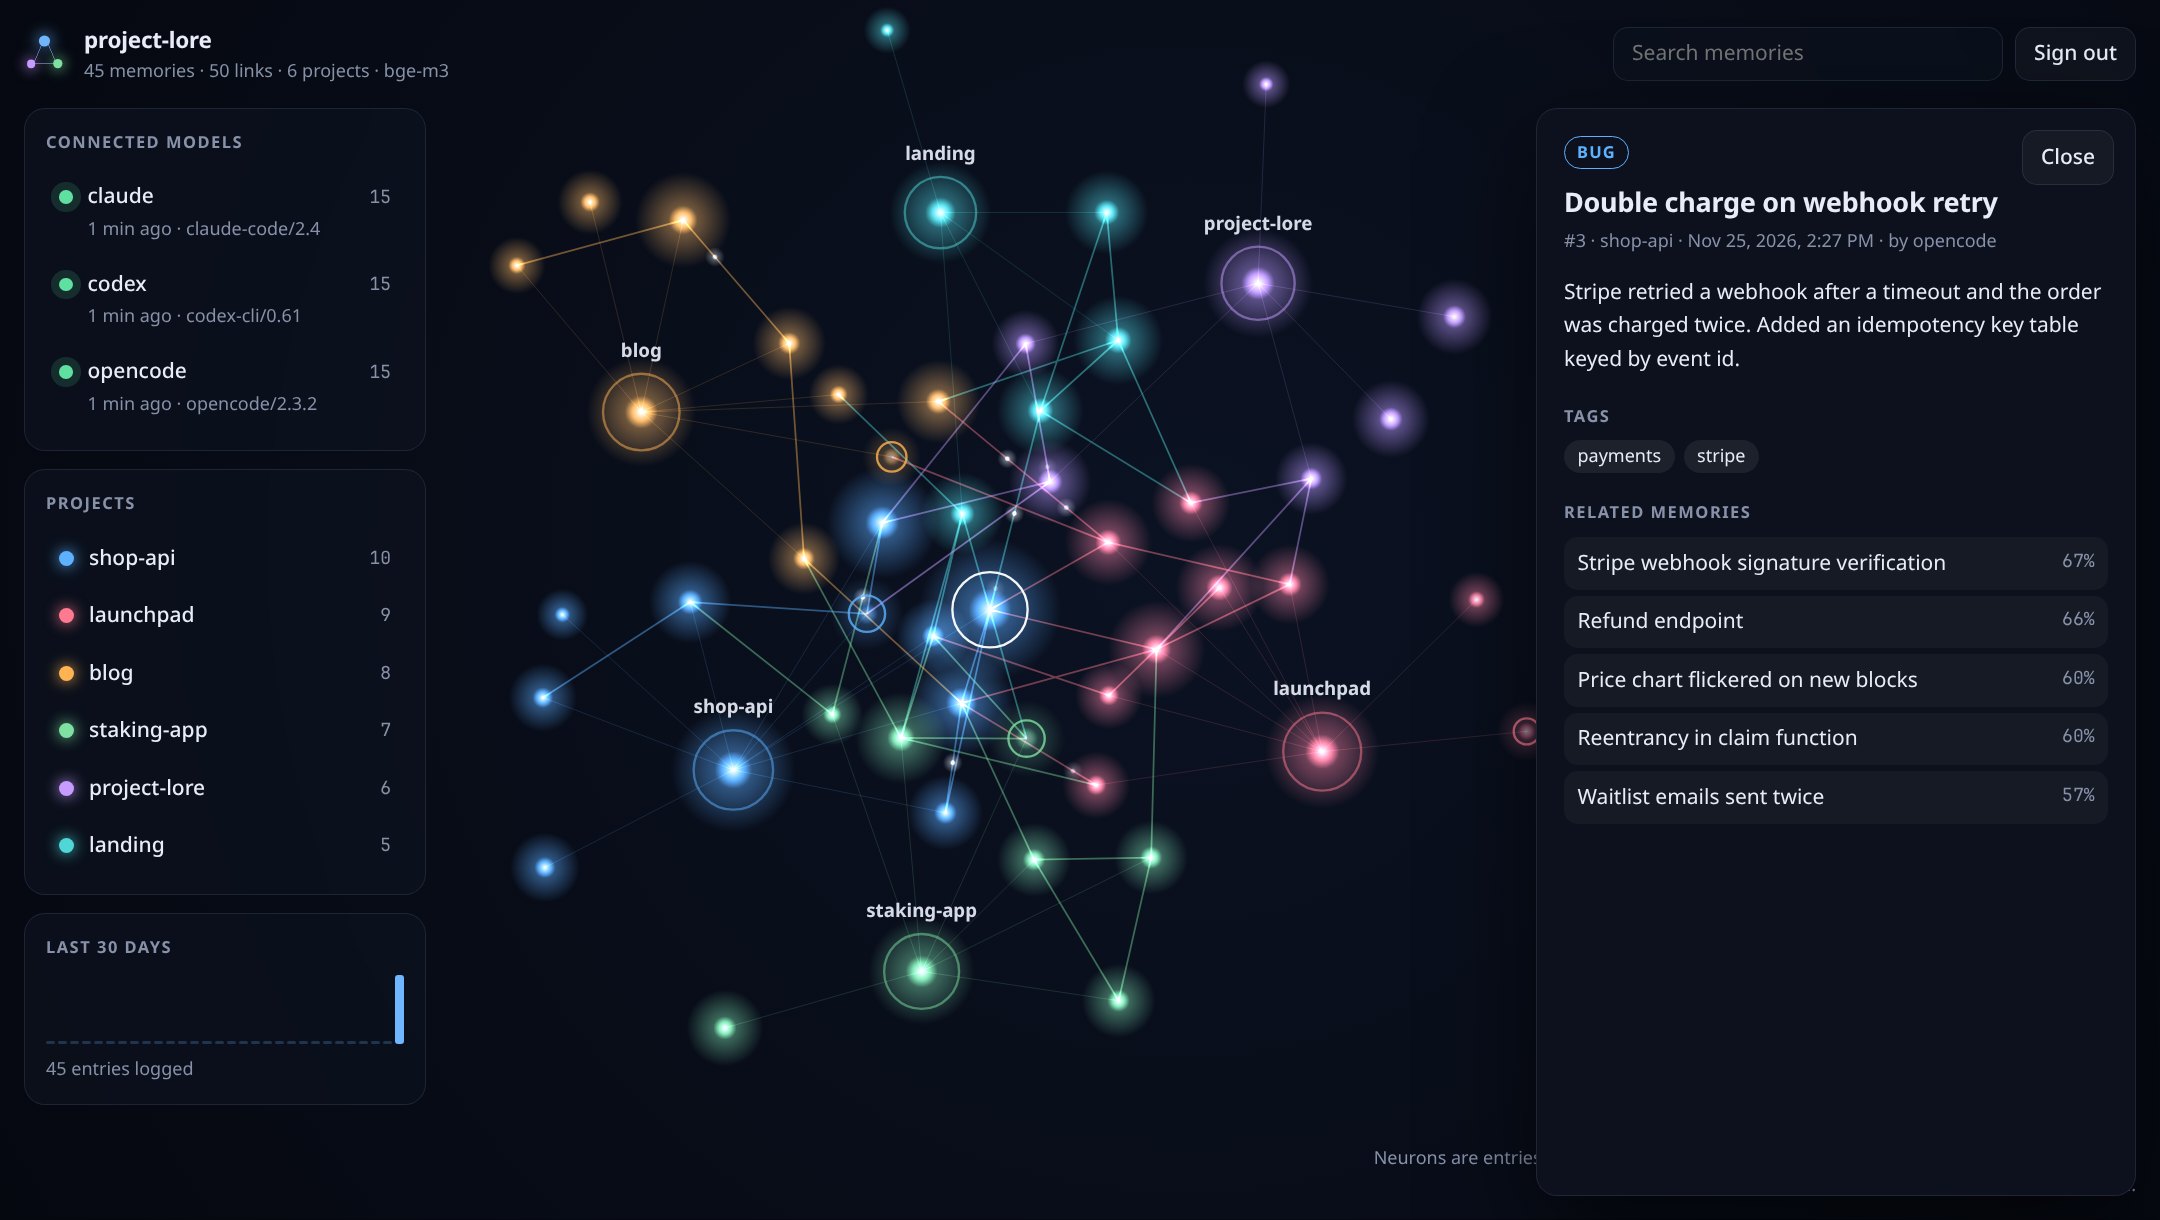 project-lore
45 memories · 50 links · 6 projects · bge-m3
Search memories
Sign out
CONNECTED MODELS
claude 15
1 min ago · claude-code/2.4
codex 15
1 min ago · codex-cli/0.61
opencode 15
1 min ago · opencode/2.3.2
PROJECTS
shop-api 10
launchpad 9
blog 8
staking-app 7
project-lore 6
landing 5
LAST 30 DAYS
45 entries logged
landing
project-lore
blog
shop-api
launchpad
staking-app
Neurons are entries
BUG
Close
Double charge on webhook retry
#3 · shop-api · Nov 25, 2026, 2:27 PM · by opencode
Stripe retried a webhook after a timeout and the order
was charged twice. Added an idempotency key table
keyed by event id.
TAGS
payments stripe
RELATED MEMORIES
Stripe webhook signature verification 67%
Refund endpoint 66%
Price chart flickered on new blocks 60%
Reentrancy in claim function 60%
Waitlist emails sent twice 57%